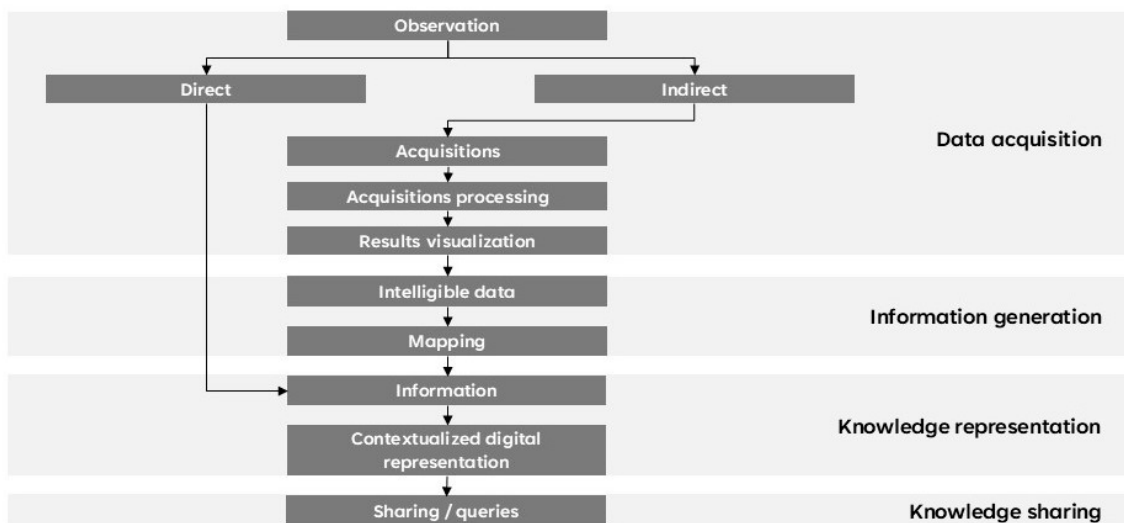 Observation
Direct
Indirect
Data acquisition
Acquisitions
Acquisitions processing
Results visualization
Intelligible data
Information generation
Mapping
Information
Knowledge representation
Contextualized digital
representation
Sharing / queries
Knowledge sharing